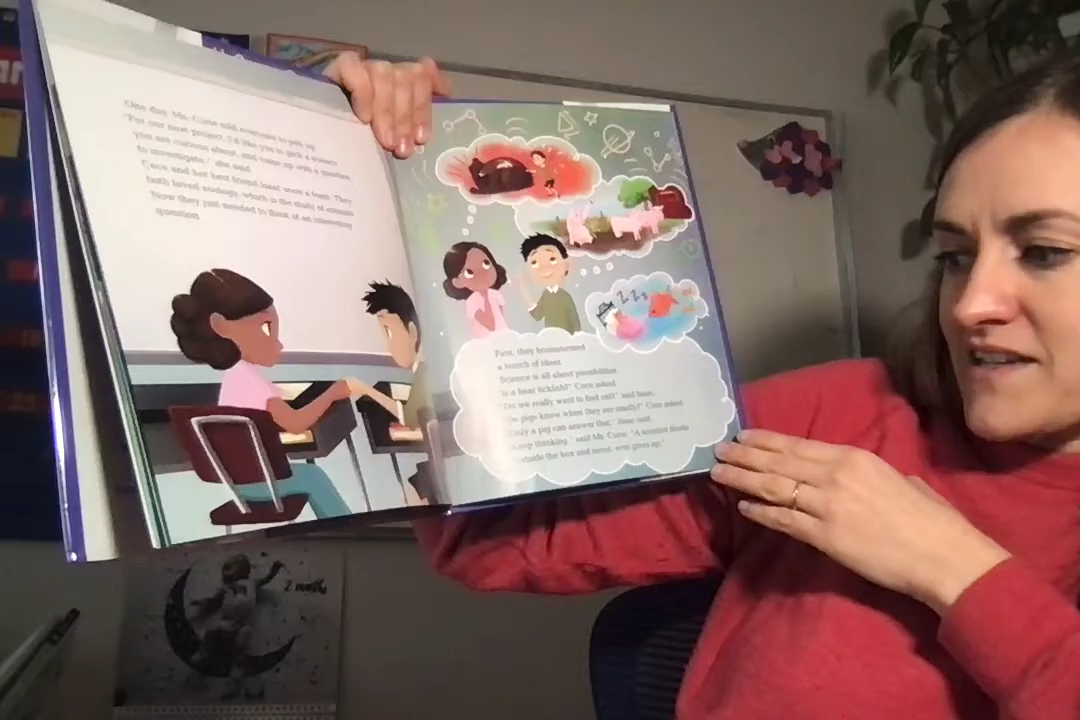 One day, Ms. Curie told everyone to pair up.
"For our next project, I'd like you to pick a science
you are curious about, and come up with a question
to investigate," she said.
Coco and her best friend Isaac were a team. They
both loved zoology, which is the study of animals.
Now they just needed to think of an interesting
question.
First, they brainstormed
a bunch of ideas.
Science is all about possibilities.
"Is a bear ticklish?" Coco asked.
"Do we really want to find out?" said Isaac.
"Do pigs know when they are smelly?" Coco asked.
"Only a pig can answer that," Isaac said.
"Keep thinking," said Ms. Curie. "A scientist thinks
outside the box and never, ever gives up."
Z Z Z